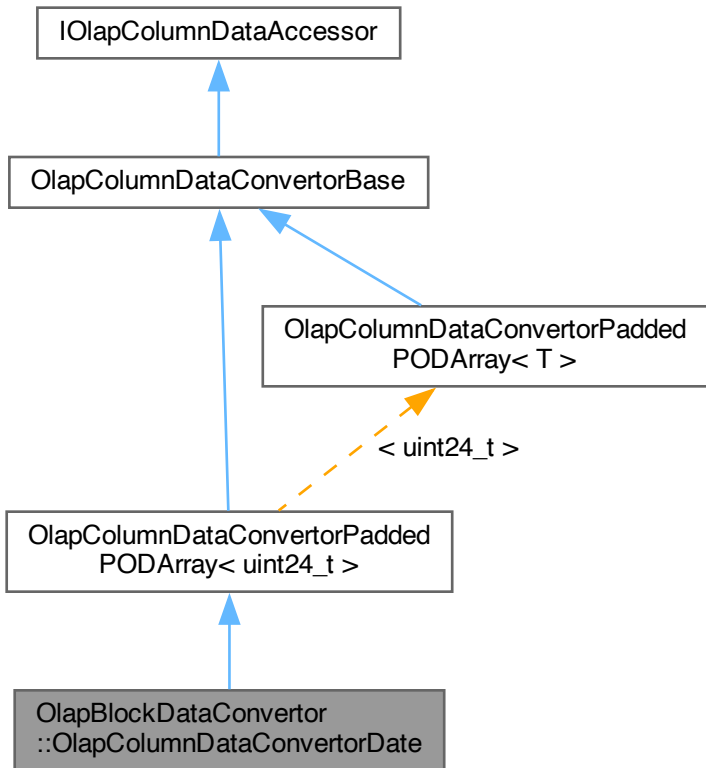 IOlapColumnDataAccessor
OlapColumnDataConvertorBase
OlapColumnDataConvertorPadded
PODArray< T >
< uint24_t >
OlapColumnDataConvertorPadded
PODArray< uint24_t >
OlapBlockDataConvertor
::OlapColumnDataConvertorDate